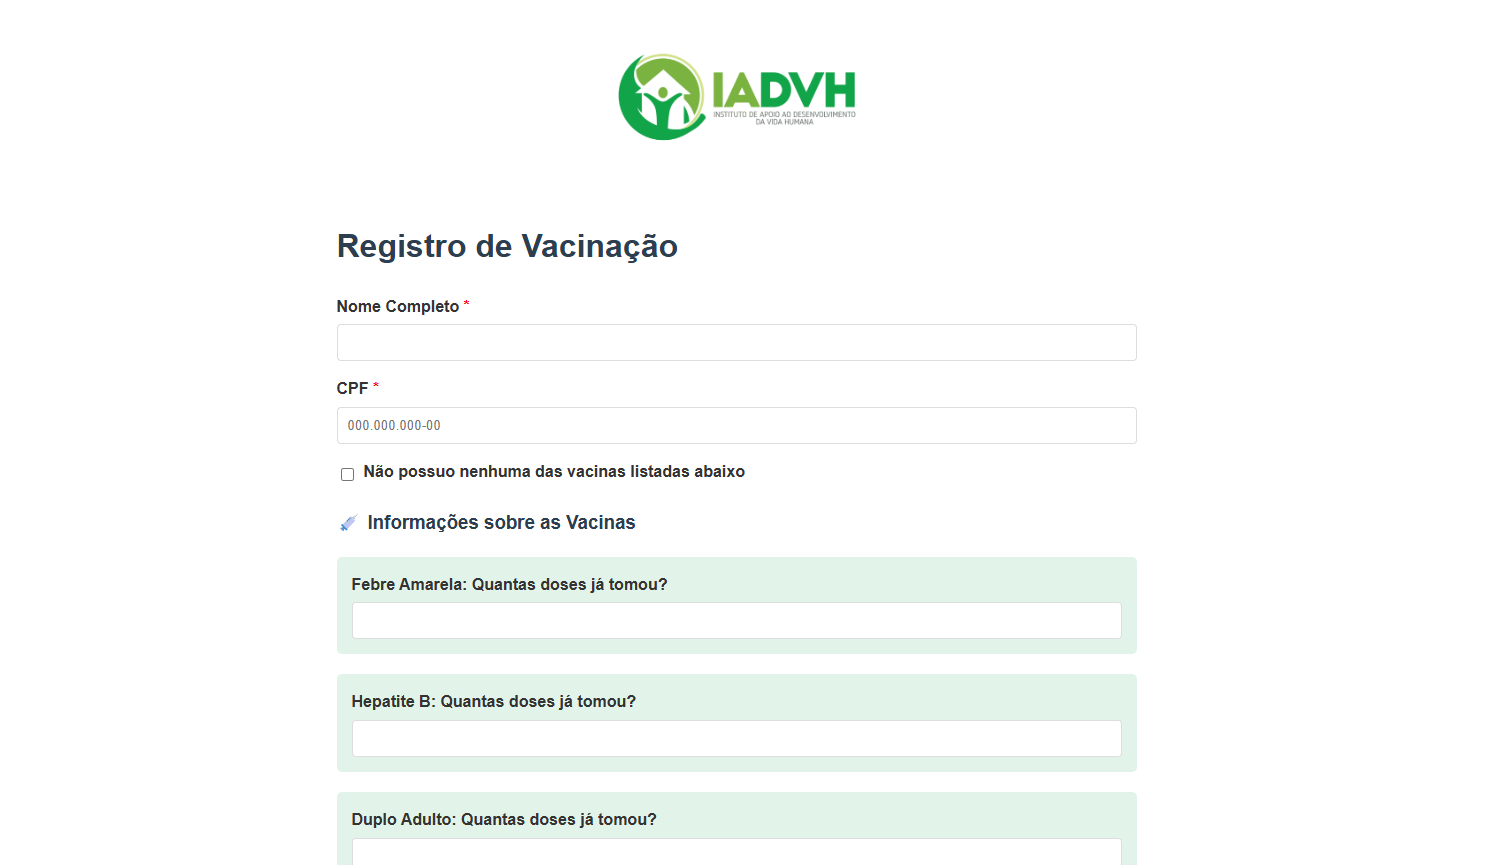 IADVH
INSTITUTO DE APOIO AO DESENVOLVIMENTO
DA VIDA HUMANA
Registro de Vacinação
Nome Completo *
CPF *
000.000.000-00
Não possuo nenhuma das vacinas listadas abaixo
Informações sobre as Vacinas
Febre Amarela: Quantas doses já tomou?
Hepatite B: Quantas doses já tomou?
Duplo Adulto: Quantas doses já tomou?